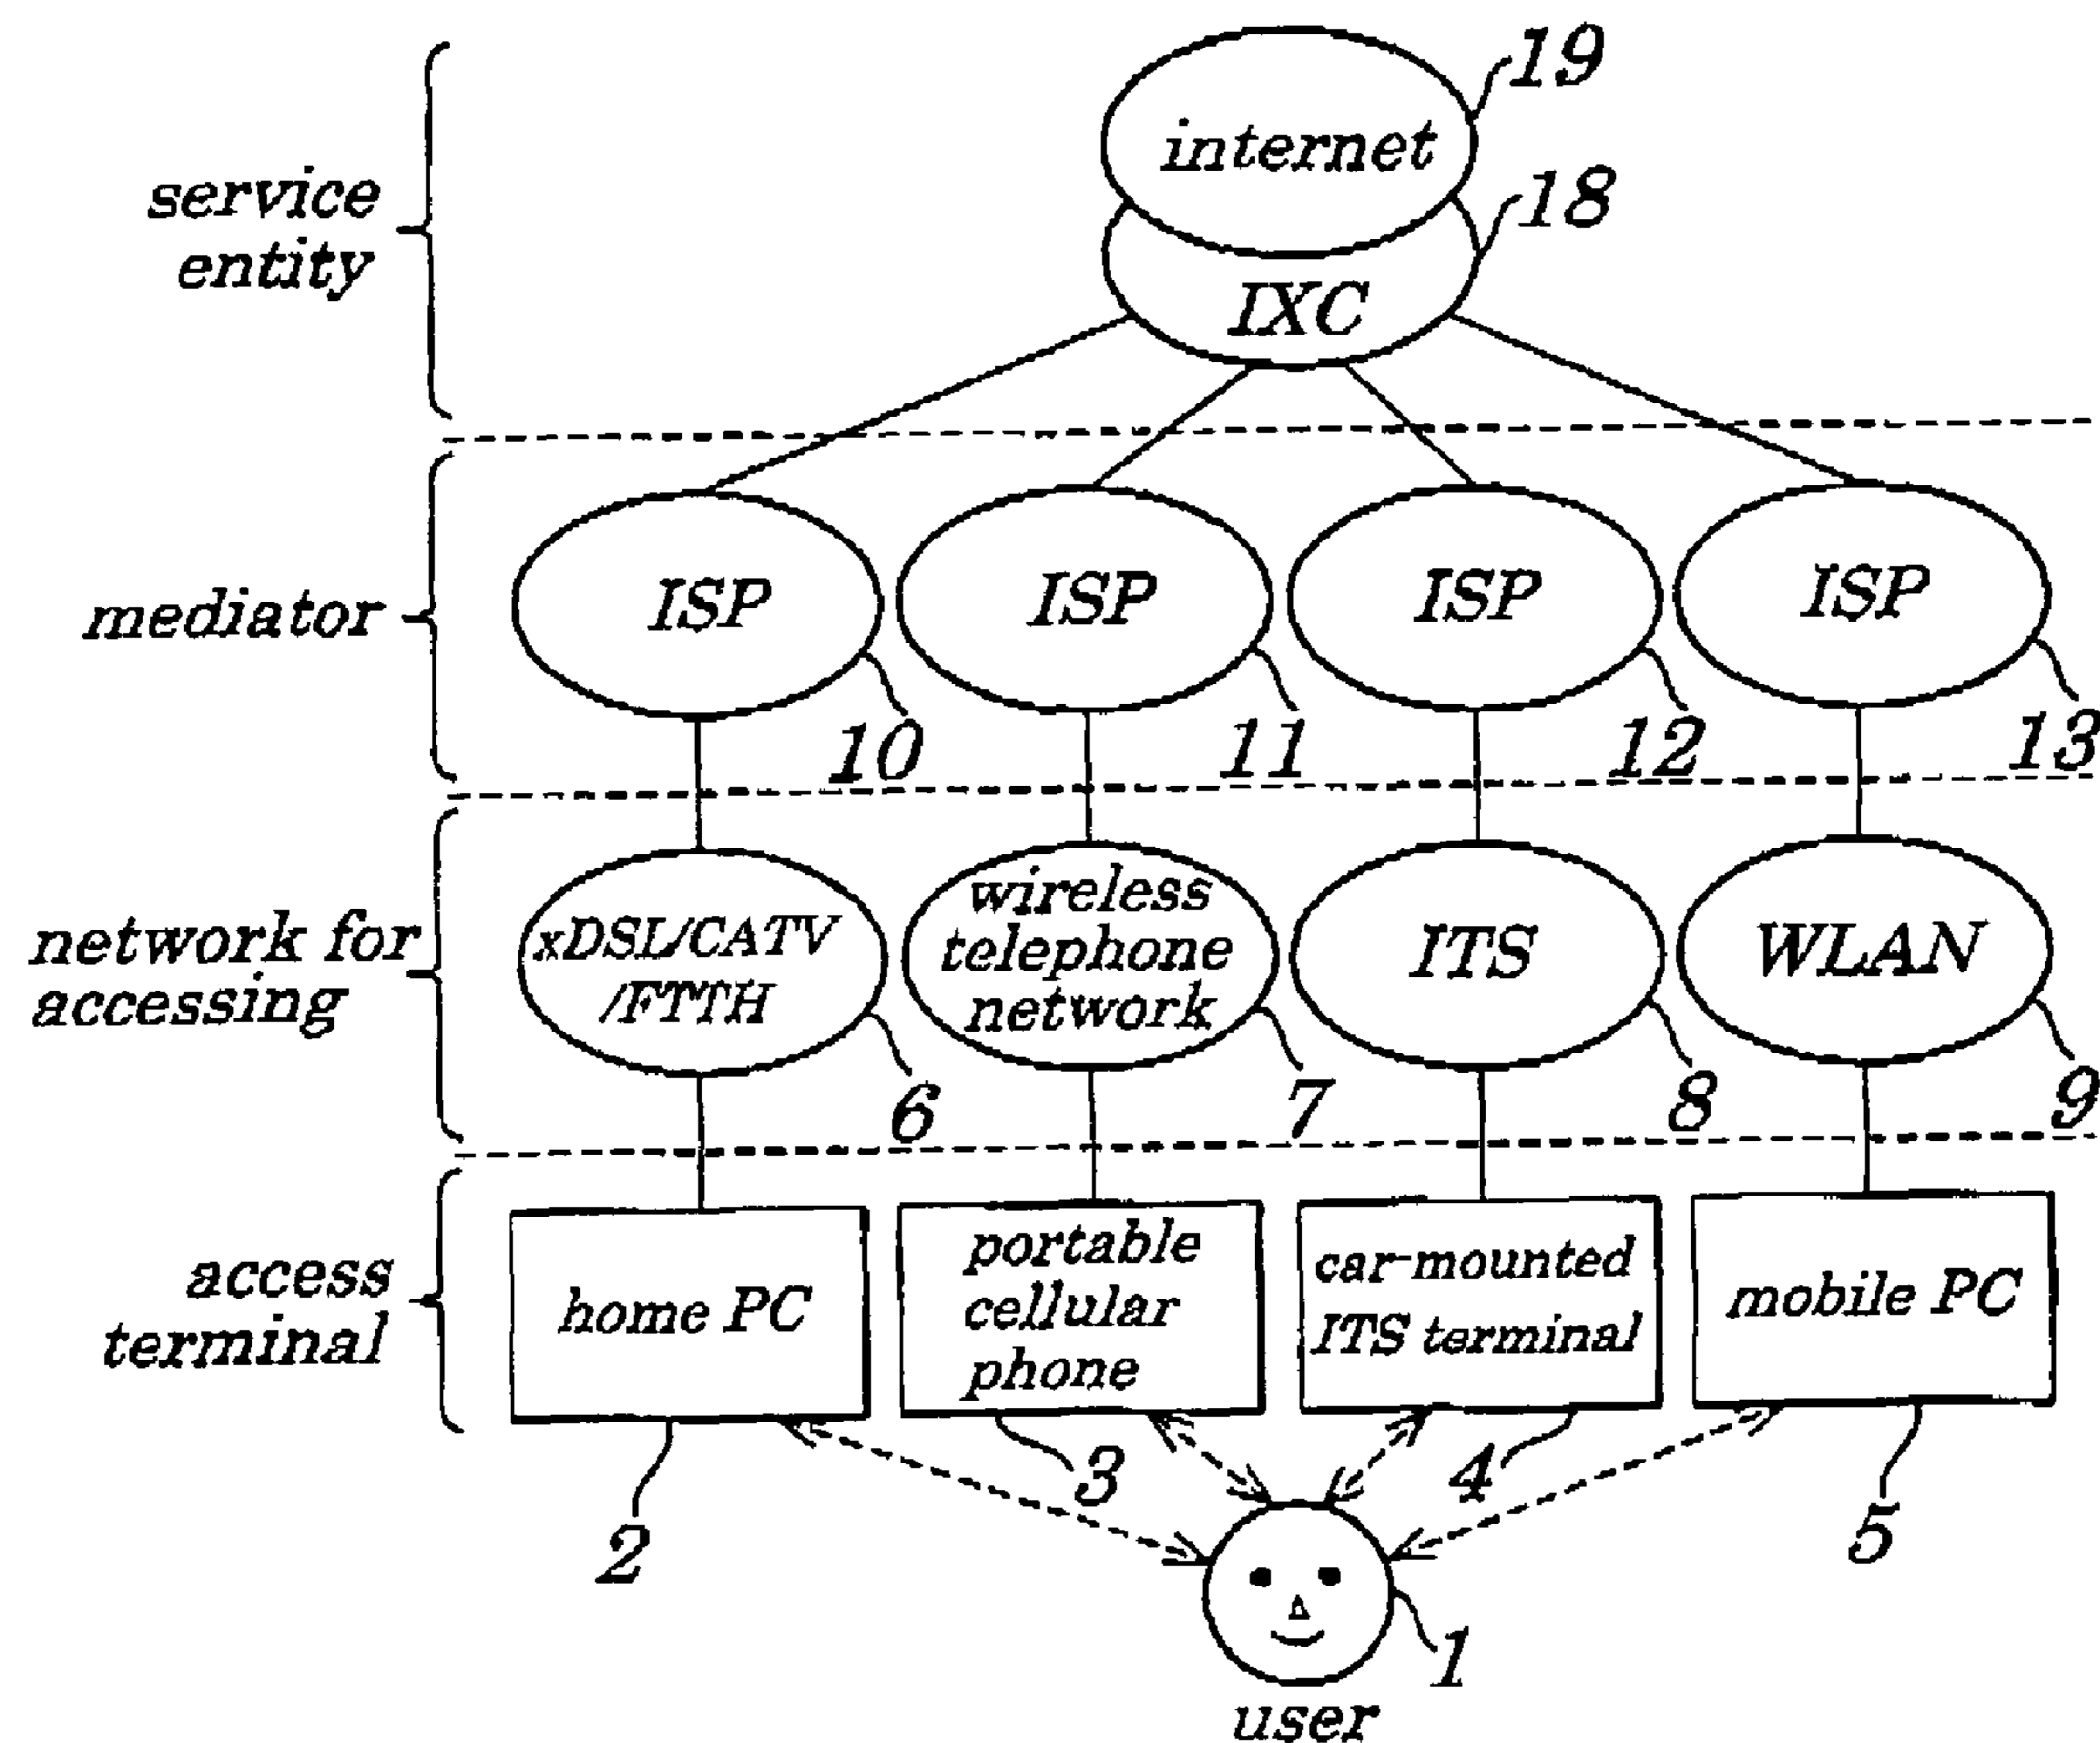 19
internet
18
service
entity
IXC
mediator
ISP
ISP
ISP
ISP
10
11
12
13
network for
accessing
xDSL/CATV
/FTTH
wireless
telephone
network
ITS
WLAN
6
7
8
9
access
terminal
home PC
portable
cellular
phone
car-mounted
ITS terminal
mobile PC
2
3
4
5
1
user